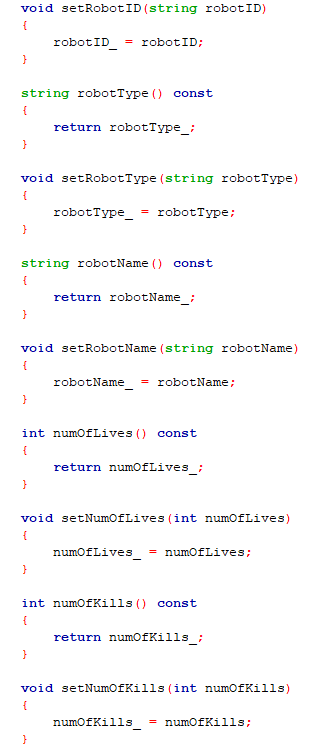 void setRobotID(string robotID)
{
    robotID_ = robotID;
}
string robotType() const
{
    return robotType_;
}
void setRobotType(string robotType)
{
    robotType_ = robotType;
}
string robotName() const
{
    return robotName_;
}
void setRobotName(string robotName)
{
    robotName_ = robotName;
}
int numOfLives() const
{
    return numOfLives_;
}
void setNumOfLives(int numOfLives)
{
    numOfLives_ = numOfLives;
}
int numOfKills() const
{
    return numOfKills_;
}
void setNumOfKills(int numOfKills)
{
    numOfKills_ = numOfKills;
}